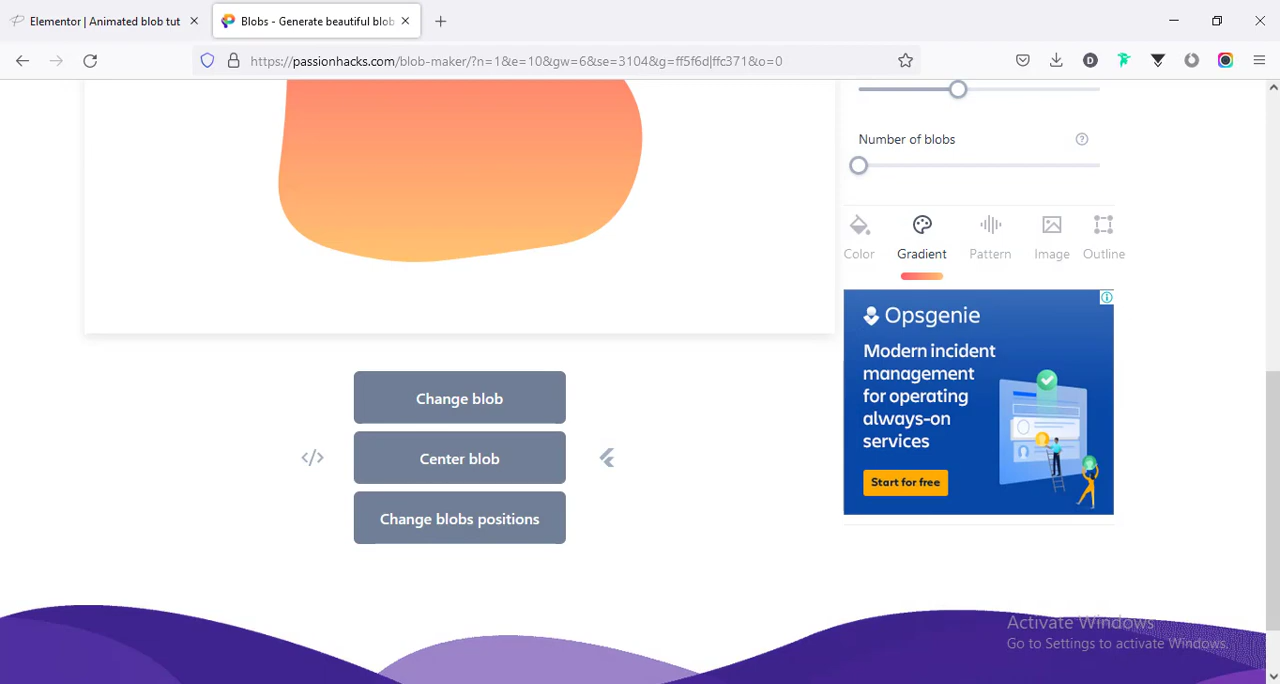 Elementor | Animated blob tut
Blobs - Generate beautiful blob
https://passionhacks.com/blob-maker/?n=1&e=10&gw=6&se=3104&g=ff5f6d|ffc371&o=0
D
Number of blobs
?
Color
Gradient
Pattern
Image
Outline
Opsgenie
Modern incident
management
for operating
always-on
services
Start for free
Change blob
</> Center blob
Change blobs positions
Activate Windows
Go to Settings to activate Windows.